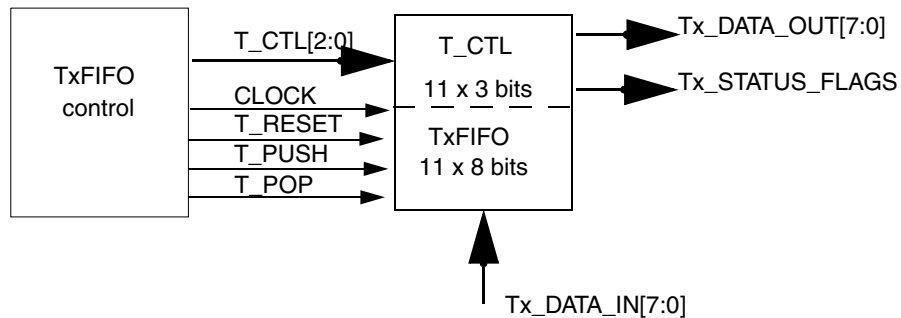 TxFIFO
control
T_CTL[2:0]
CLOCK
T_RESET
T_PUSH
T_POP
T_CTL
11 x 3 bits
TxFIFO
11 x 8 bits
Tx_DATA_OUT[7:0]
Tx_STATUS_FLAGS
Tx_DATA_IN[7:0]